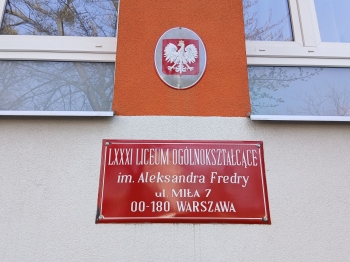 LXXXI LICEUM OGÓLNOKSZTAŁCĄCE
im. Aleksandra Fredry
ul. MIŁA 7
00-180 WARSZAWA